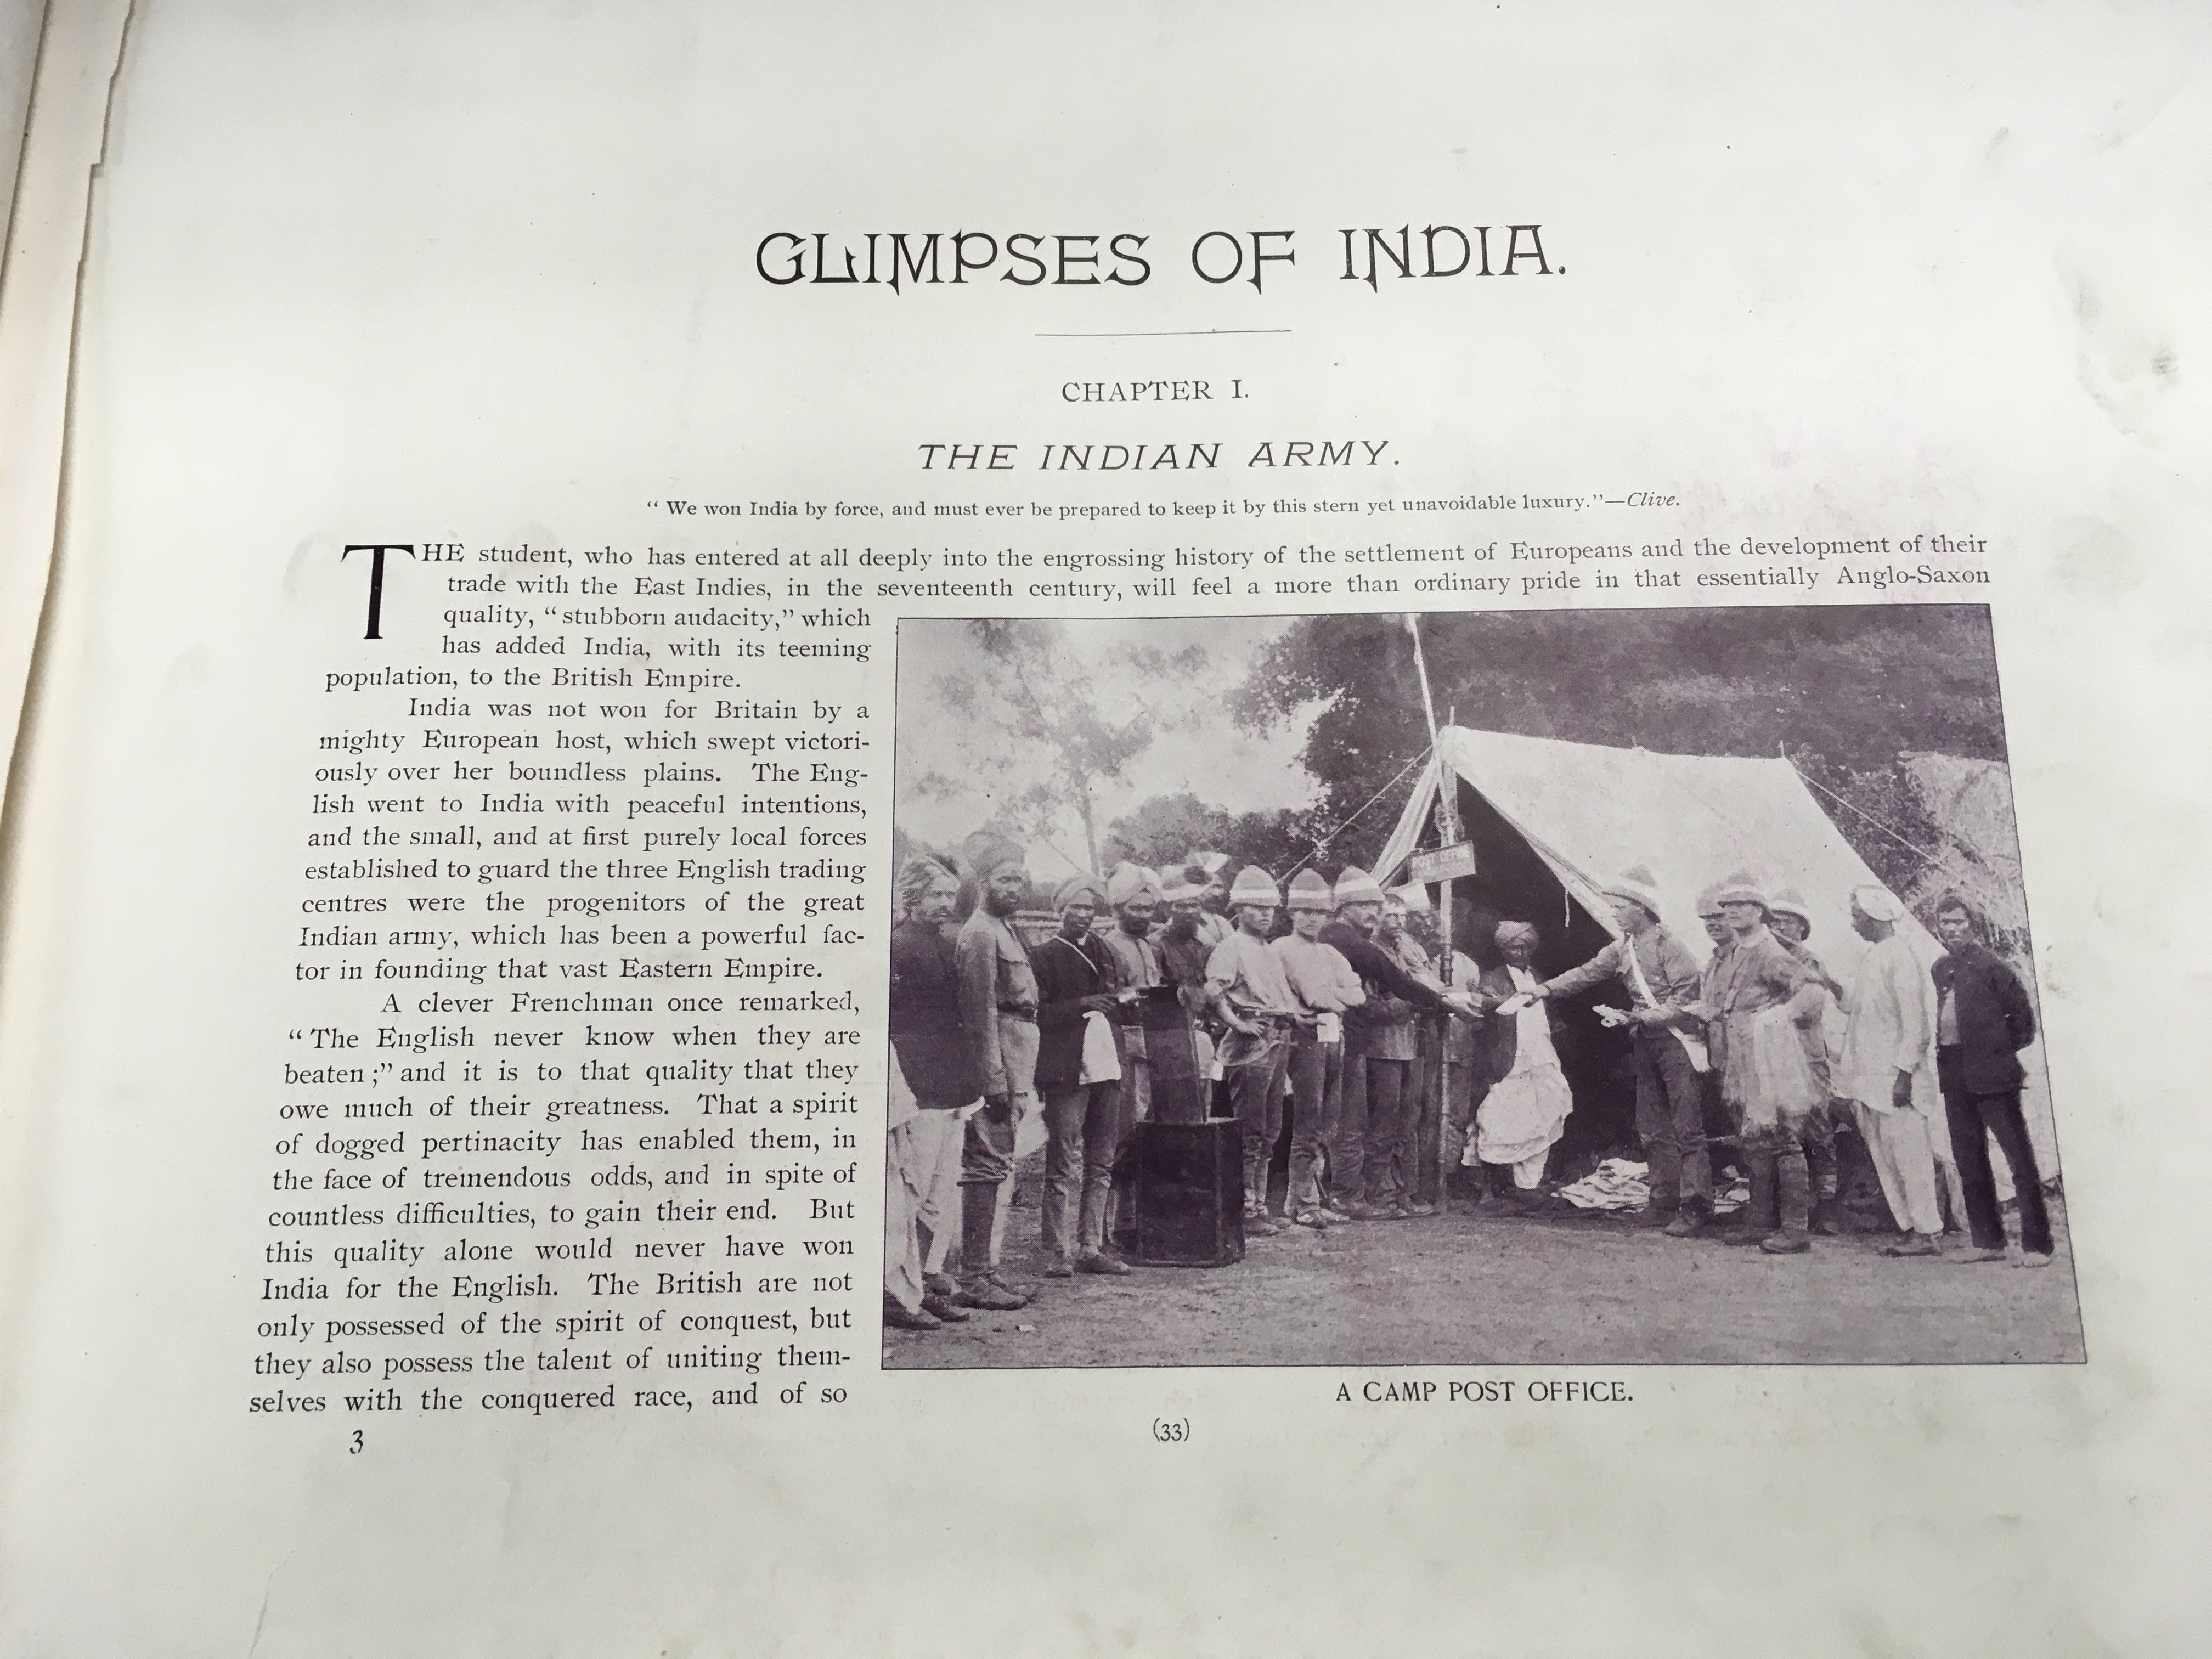 GLIMPSES OF INDIA.
CHAPTER I.
THE INDIAN ARMY.
“ We won India by force, and must ever be prepared to keep it by this stern yet unavoidable luxury.”—Clive.
THE student, who has entered at all deeply into the engrossing history of the settlement of Europeans and the development of their
trade with the East Indies, in the seventeenth century, will feel a more than ordinary pride in that essentially Anglo-Saxon
quality, “ stubborn audacity,” which
has added India, with its teeming
population, to the British Empire.
India was not won for Britain by a
mighty European host, which swept victori-
ously over her boundless plains. The Eng-
lish went to India with peaceful intentions,
and the small, and at first purely local forces
established to guard the three English trading
centres were the progenitors of the great
Indian army, which has been a powerful fac-
tor in founding that vast Eastern Empire.
A clever Frenchman once remarked,
“ The English never know when they are
beaten ;” and it is to that quality that they
owe much of their greatness. That a spirit
of dogged pertinacity has enabled them, in
the face of tremendous odds, and in spite of
countless difficulties, to gain their end. But
this quality alone would never have won
India for the English. The British are not
only possessed of the spirit of conquest, but
they also possess the talent of uniting them-
selves with the conquered race, and of so
POST OFFICE
A CAMP POST OFFICE.
3
(33)